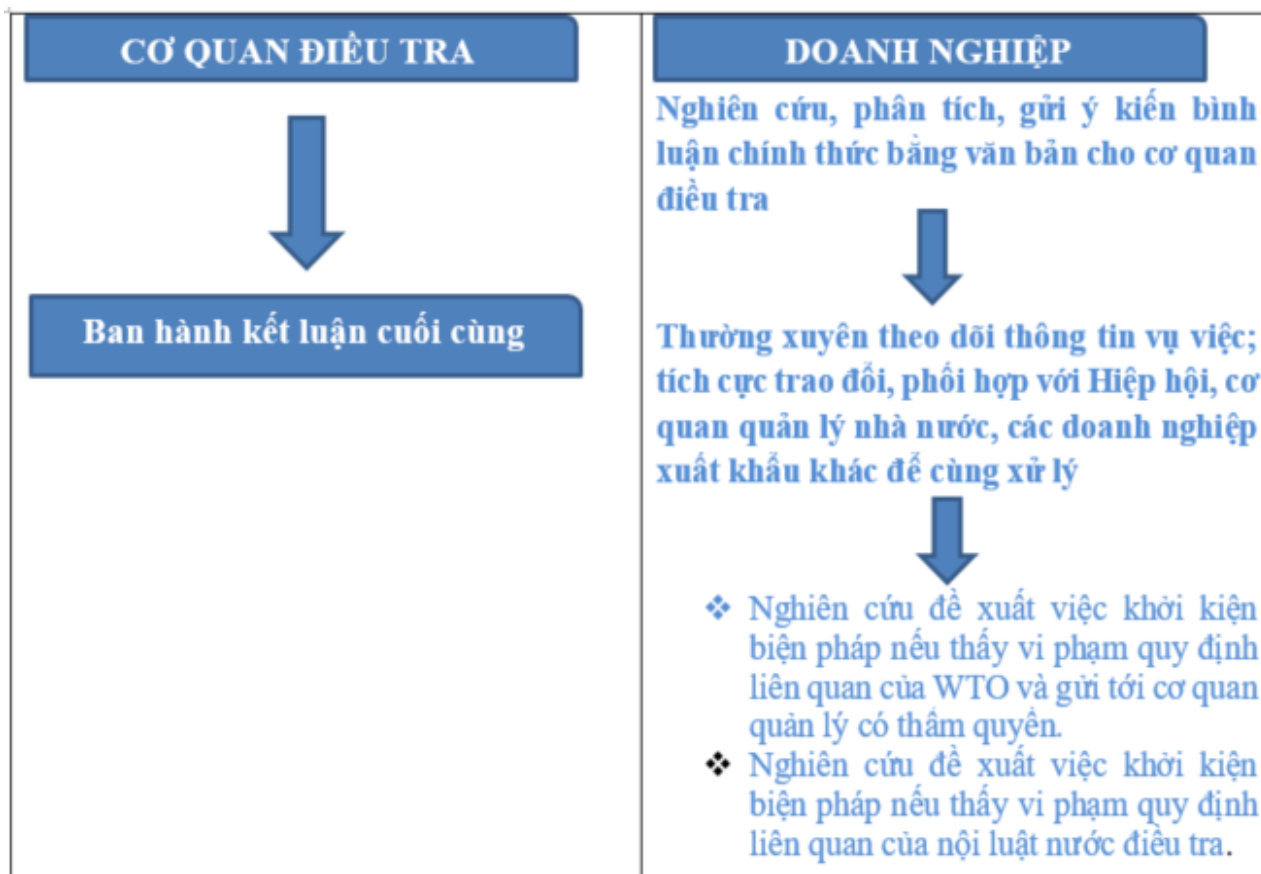 CƠ QUAN ĐIỀU TRA
Ban hành kết luận cuối cùng
DOANH NGHIỆP
Nghiên cứu, phân tích, gửi ý kiến bình
luận chính thức bằng văn bản cho cơ quan
điều tra
Thường xuyên theo dõi thông tin vụ việc;
tích cực trao đổi, phối hợp với Hiệp hội, cơ
quan quản lý nhà nước, các doanh nghiệp
xuất khẩu khác để cùng xử lý
❖ Nghiên cứu đề xuất việc khởi kiện
biện pháp nếu thấy vi phạm quy định
liên quan của WTO và gửi tới cơ quan
quản lý có thẩm quyền.
❖ Nghiên cứu đề xuất việc khởi kiện
biện pháp nếu thấy vi phạm quy định
liên quan của nội luật nước điều tra.